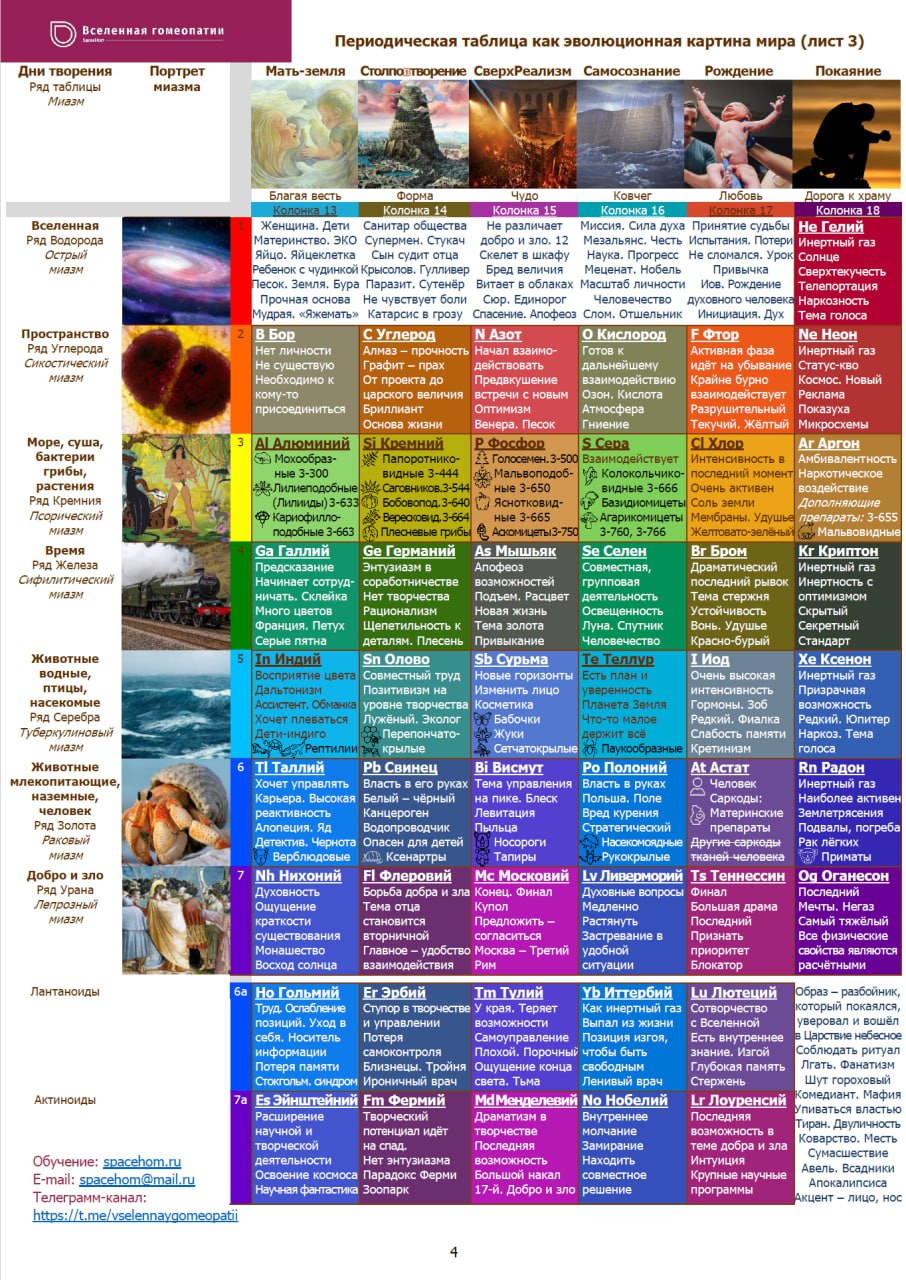 Вселенная гомеопатии
SpaceHom
Периодическая таблица как эволюционная картина мира (лист 3)
Дни творения
Ряд таблицы
Миазм
Портрет
миазма
Мать-земля
Столпотворение
СверхРеализм
Самосознание
Рождение
Покаяние
Благая весть
Форма
Чудо
Ковчег
Любовь
Дорога к храму
Колонка 13
Колонка 14
Колонка 15
Колонка 16
Колонка 17
Колонка 18
Вселенная
Ряд Водорода
Острый
миазм
1
Женщина. Дети
Материнство. ЭКО
Яйцо. Яйцеклетка
Ребенок с чудинкой
Песок. Земля. Бура
Прочная основа
Мудрая. «Яжемать»
Санитар общества
Супермен. Стукач
Сын судит отца
Крысолов. Гулливер
Паразит. Сутенёр
Не чувствует боли
Катарсис в грозу
Не различает
добро и зло. 12
Скелет в шкафу
Бред величия
Витает в облаках
Сюр. Единорог
Спасение. Апофеоз
Миссия. Сила духа
Мезальянс. Честь
Наука. Прогресс
Меценат. Нобель
Масштаб личности
Человечество
Слом. Отшельник
Принятие судьбы
Испытания. Потери
Не сломался. Урок
Привычка
Иов. Рождение
духовного человека
Инициация. Дух
He Гелий
Инертный газ
Солнце
Сверхтекучесть
Телепортация
Наркозность
Тема голоса
Пространство
Ряд Углерода
Сикостический
миазм
2
B Бор
Нет личности
Не существую
Необходимо к
кому-то
присоединиться
C Углерод
Алмаз – прочность
Графит – прах
От проекта до
царского величия
Бриллиант
Основа жизни
N Азот
Начал взаимо-
действовать
Предвкушение
встречи с новым
Оптимизм
Венера. Песок
O Кислород
Готов к
дальнейшему
взаимодействию
Озон. Кислота
Атмосфера
Гниение
F Фтор
Активная фаза
идёт на убывание
Крайне бурно
взаимодействует
Разрушительный
Текучий. Жёлтый
Ne Неон
Инертный газ
Статус-кво
Космос. Новый
Реклама
Показуха
Микросхемы
Море, суша,
бактерии
грибы,
растения
Ряд Кремния
Псорический
миазм
3
Al Алюминий
Мохообраз-
ные 3-300
Лилиеподобные
(Лилииды) 3-633
Кариофилло-
подобные 3-663
Si Кремний
Папоротнико-
видные 3-444
Саговников.3-544
Бобовопод. 3-640
Вересковид.3-664
Плесневые грибы
P Фосфор
Голосемен.3-500
Мальвоподоб-
ные 3-650
Яснотковид-
ные 3-665
Аскомицеты3-750
S Сера
Взаимодействует
Колокольчико-
видные 3-666
Базидиомицеты
Агарикомицеты
3-760, 3-766
Cl Хлор
Интенсивность в
последний момент
Очень активен
Соль земли
Мембраны. Удушье
Желтовато-зелёный
Ar Аргон
Амбивалентность
Наркотическое
воздействие
Дополняющие
препараты: 3-655
Мальвовидные
Время
Ряд Железа
Сифилитический
миазм
4
Ga Галлий
Предсказание
Начинает сотруд-
ничать. Склейка
Много цветов
Франция. Петух
Серые пятна
Ge Германий
Энтузиазм в
соработничестве
Нет творчества
Рационализм
Щепетильность к
деталям. Плесень
As Мышьяк
Апофеоз
возможностей
Подъем. Расцвет
Новая жизнь
Тема золота
Привыкание
Se Селен
Совместная,
групповая
деятельность
Освещенность
Луна. Спутник
Человечество
Br Бром
Драматический
последний рывок
Тема стержня
Устойчивость
Вонь. Удушье
Красно-бурый
Kr Криптон
Инертный газ
Инертность с
оптимизмом
Скрытый
Секретный
Стандарт
Животные
водные,
птицы,
насекомые
Ряд Серебра
Туберкулиновый
миазм
5
In Индий
Восприятие цвета
Дальтонизм
Ассистент. Обманка
Хочет плеваться
Дети-индиго
Рептилии
Sn Олово
Совместный труд
Позитивизм на
уровне творчества
Лужёный. Эколог
Перепончато-
крылые
Sb Сурьма
Новые горизонты
Изменить лицо
Косметика
Бабочки
Жуки
Сетчатокрылые
Te Теллур
Есть план и
уверенность
Планета Земля
Что-то малое
держит всё
Паукообразные
I Иод
Очень высокая
интенсивность
Гормоны. Зоб
Редкий. Фиалка
Слабость памяти
Кретинизм
Xe Ксенон
Инертный газ
Призрачная
возможность
Редкий. Юпитер
Наркоз. Тема
голоса
Животные
млекопитающие,
наземные,
человек
Ряд Золота
Раковый
миазм
6
Tl Таллий
Хочет управлять
Карьера. Высокая
реактивность
Алопеция. Яд
Детектив. Чернота
Верблюдовые
Pb Свинец
Власть в его руках
Белый – чёрный
Канцероген
Водопроводчик
Опасен для детей
Ксенартры
Bi Висмут
Тема управления
на пике. Блеск
Левитация
Пыльца
Носороги
Тапиры
Po Полоний
Власть в руках
Польша. Поле
Вред курения
Стратегический
Насекомоядные
Рукокрылые
At Астат
Человек
Саркоды:
Материнские
препараты
Другие саркоды
тканей человека
Rn Радон
Инертный газ
Наиболее активен
Землетрясения
Подвалы, погреба
Рак лёгких
Приматы
Добро и зло
Ряд Урана
Лепрозный
миазм
7
Nh Нихоний
Духовность
Ощущение
краткости
существования
Монашество
Восход солнца
Fl Флеровий
Борьба добра и зла
Тема отца
становится
вторичной
Главное – удобство
взаимодействия
Mc Московий
Конец. Финал
Купол
Предложить –
согласиться
Москва – Третий
Рим
Lv Ливерморий
Духовные вопросы
Медленно
Растянуть
Застревание в
удобной
ситуации
Ts Теннессин
Финал
Большая драма
Последний
Признать
приоритет
Блокатор
Og Оганесон
Последний
Мечты. Негаз
Самый тяжёлый
Все физические
свойства являются
расчётными
Лантаноиды
6а
Ho Гольмий
Труд. Ослабление
позиций. Уход в
себя. Носитель
информации
Потеря памяти
Стокгольм. синдром
Er Эрбий
Ступор в творчестве
и управлении
Потеря
самоконтроля
Близнецы. Тройня
Ироничный врач
Tm Тулий
У края. Теряет
возможности
Самоуправление
Плохой. Порочный
Ощущение конца
света. Тьма
Yb Иттербий
Как инертный газ
Выпал из жизни
Позиция изгоя,
чтобы быть
свободным
Ленивый врач
Lu Лютеций
Сотворчество
с Вселенной
Есть внутреннее
знание. Изгой
Глубокая память
Стержень
Образ – разбойник,
который покаялся,
уверовал и вошёл
в Царствие небесное
Соблюдать ритуал
Лгать. Фанатизм
Шут гороховый
Комедиант. Мафия
Упиваться властью
Тиран. Двуличность
Коварство. Месть
Сумасшествие
Авель. Всадники
Апокалипсиса
Акцент – лицо, нос
Актиноиды
7а
Es Эйнштейний
Расширение
научной и
творческой
деятельности
Освоение космоса
Научная фантастика
Fm Фермий
Творческий
потенциал идёт
на спад.
Нет энтузиазма
Парадокс Ферми
Зоопарк
Md Менделевий
Драматизм в
творчестве
Последняя
возможность
Большой накал
17-й. Добро и зло
No Нобелий
Внутреннее
молчание
Замирание
Находить
совместное
решение
Lr Лоуренсий
Последняя
возможность в
теме добра и зла
Интуиция
Крупные научные
программы
Обучение: spacehom.ru
E-mail: spacehom@mail.ru
Телеграмм-канал:
https://t.me/vselennaygomeopatii
4